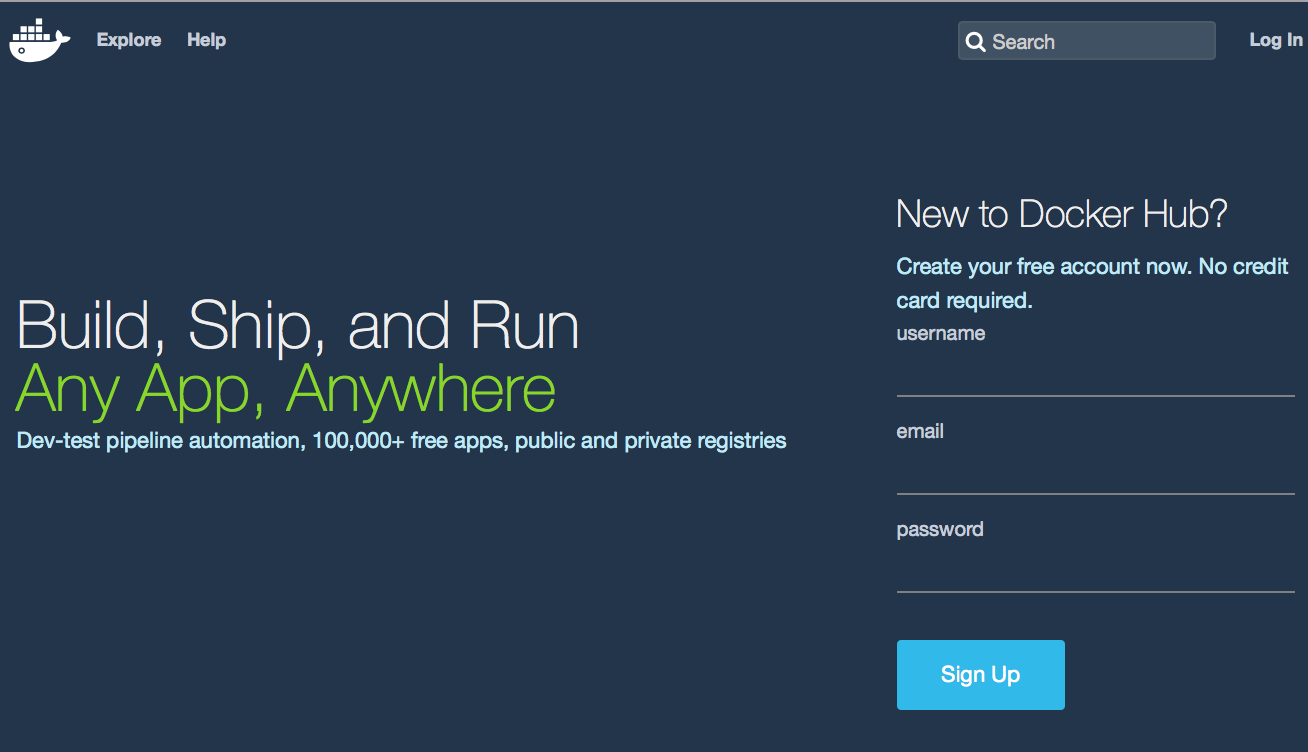 Explore Help Search Log In
New to Docker Hub?
Create your free account now. No credit
card required.
username
Build, Ship, and Run
Any App, Anywhere
Dev-test pipeline automation, 100,000+ free apps, public and private registries
email
password
Sign Up